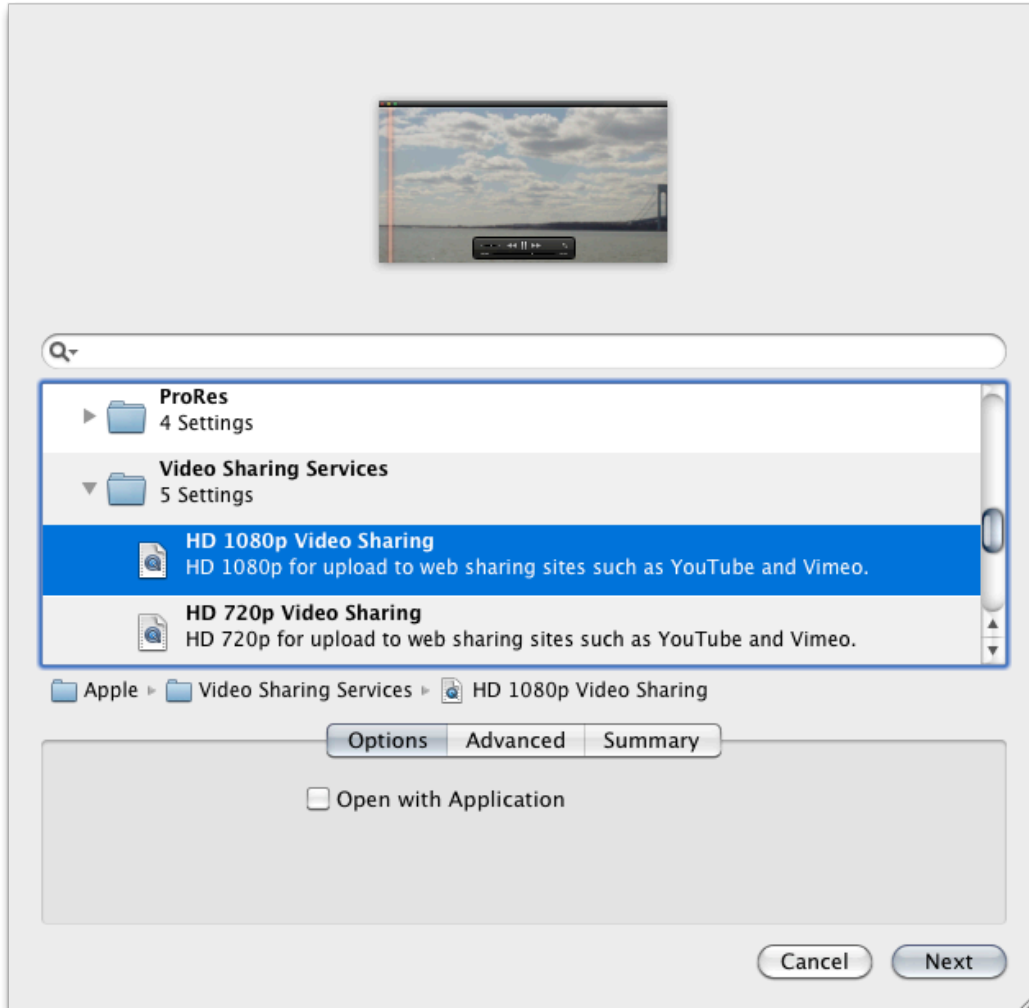 ProRes
4 Settings
Video Sharing Services
5 Settings
HD 1080p Video Sharing
HD 1080p for upload to web sharing sites such as YouTube and Vimeo.
HD 720p Video Sharing
HD 720p for upload to web sharing sites such as YouTube and Vimeo.
Apple Video Sharing Services HD 1080p Video Sharing
Options Advanced Summary
Open with Application
Cancel Next